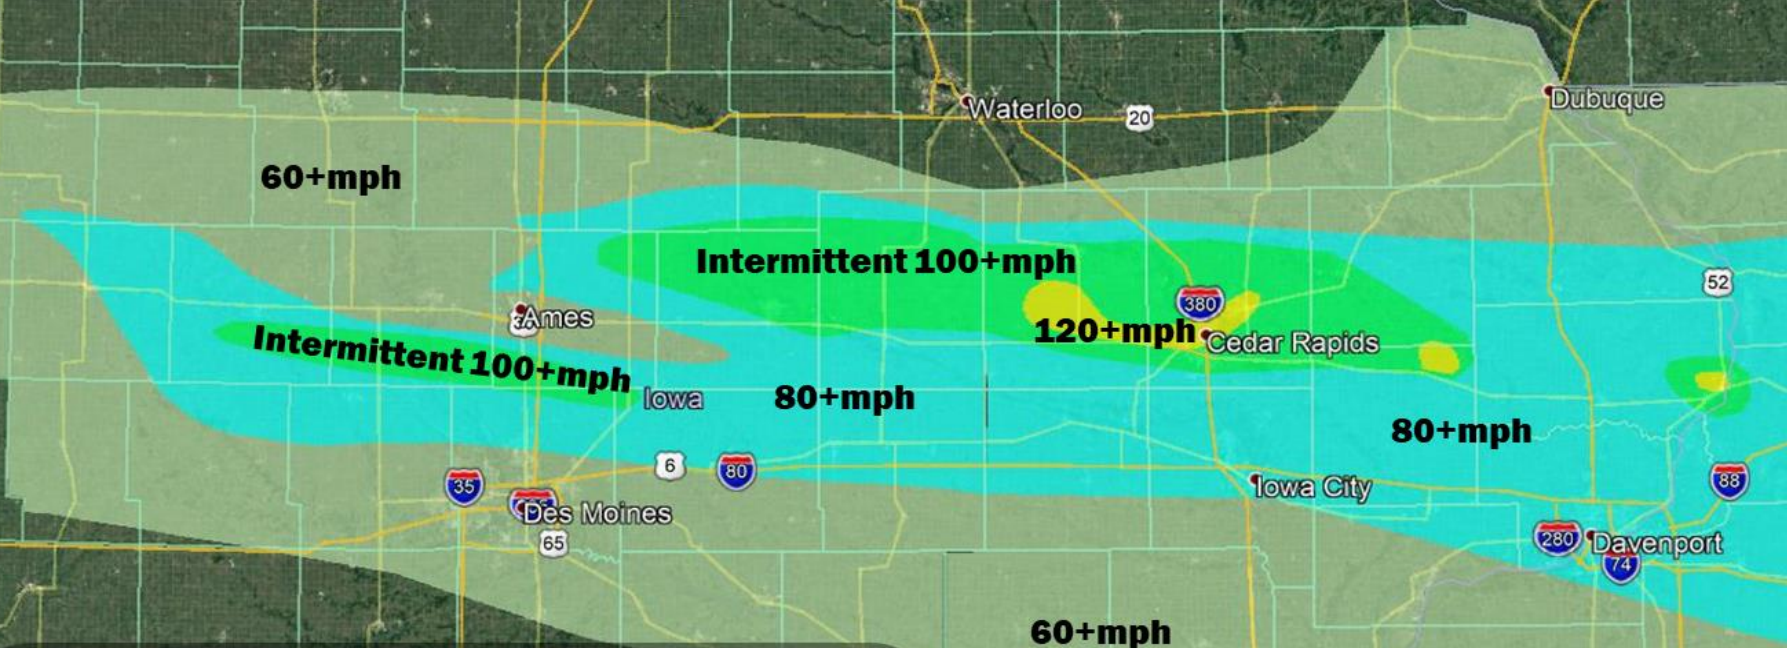 Waterloo
20
Dubuque
60+mph
Intermittent 100+mph
52
380
Ames
120+mph
Cedar Rapids
Intermittent 100+mph
Iowa
80+mph
80+mph
6
80
35
Iowa City
88
Des Moines
65
280
Davenport
74
60+mph